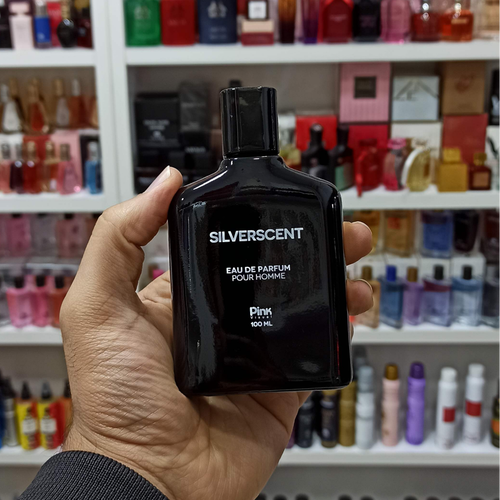 SILVERSCENT
EAU DE PARFUM
POUR HOMME
Pink
100 ML